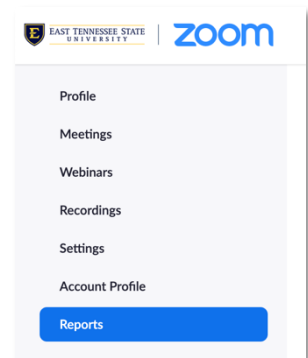 E
EAST TENNESSEE STATE
UNIVERSITY
zoom
Profile
Meetings
Webinars
Recordings
Settings
Account Profile
Reports